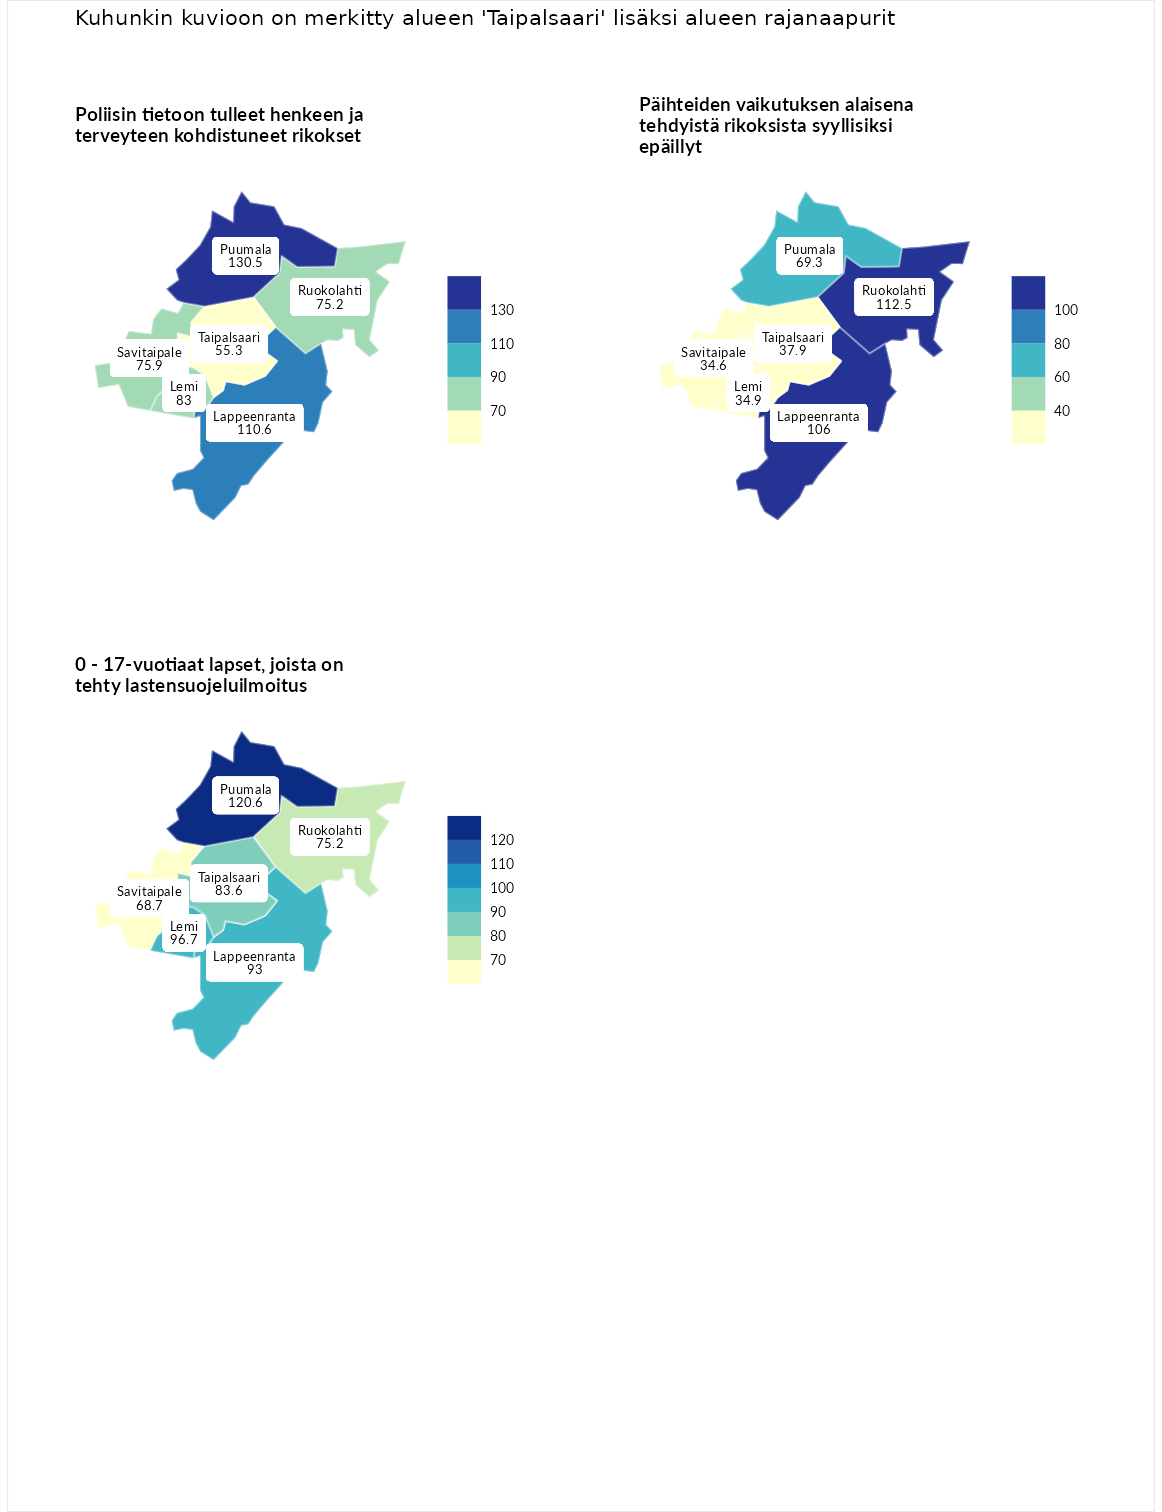 Kuhunkin kuvioon on merkitty alueen 'Taipalsaari' lisäksi alueen rajanaapurit
Poliisin tietoon tulleet henkeen ja
terveyteen kohdistuneet rikokset
Puumala
130.5
Ruokolahti
75.2
Taipalsaari
55.3
Savitaipale
75.9
Lemi
83
Lappeenranta
110.6
130
110
90
70
Päihteiden vaikutuksen alaisena
tehdyistä rikoksista syyllisiksi
epäillyt
Puumala
69.3
Ruokolahti
112.5
Taipalsaari
37.9
Savitaipale
34.6
Lemi
34.9
Lappeenranta
106
100
80
60
40
0 - 17-vuotiaat lapset, joista on
tehty lastensuojeluilmoitus
Puumala
120.6
Ruokolahti
75.2
Taipalsaari
83.6
Savitaipale
68.7
Lemi
96.7
Lappeenranta
93
120
110
100
90
80
70